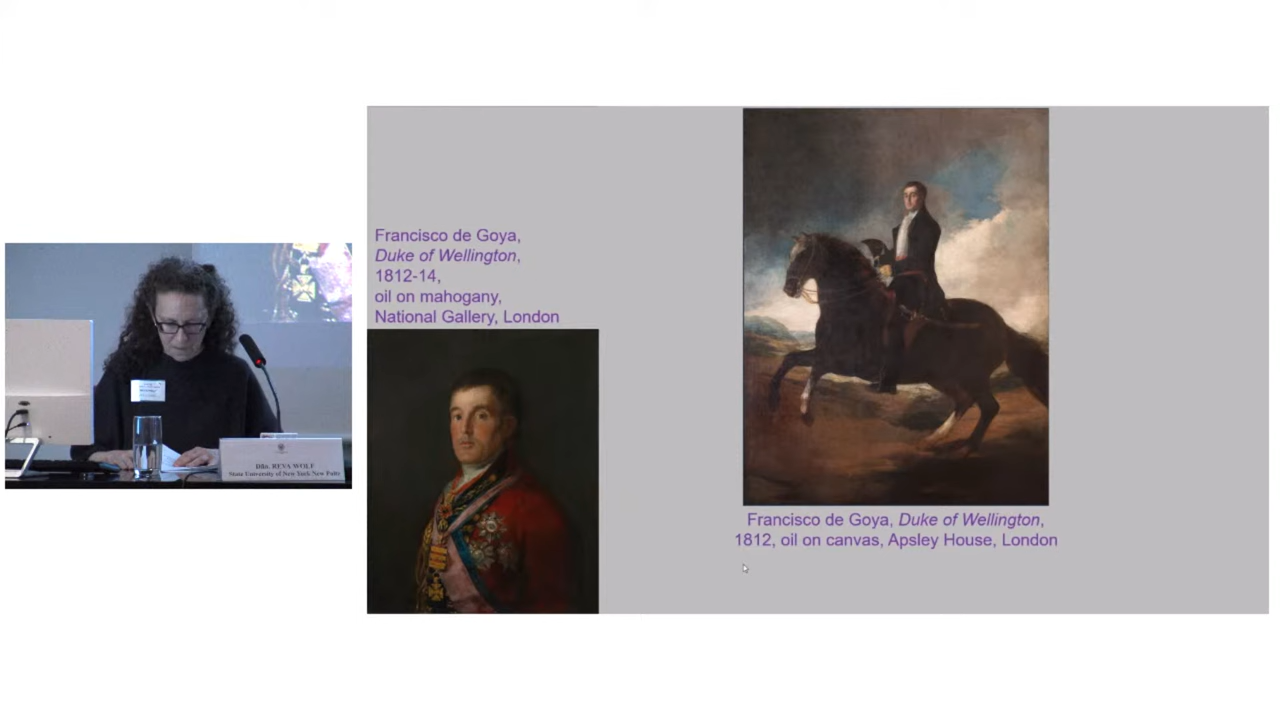 Francisco de Goya,
Duke of Wellington,
1812-14,
oil on mahogany,
National Gallery, London
Francisco de Goya, Duke of Wellington,
1812, oil on canvas, Apsley House, London
Dña. REVA WOLF
State University of New York New Paltz